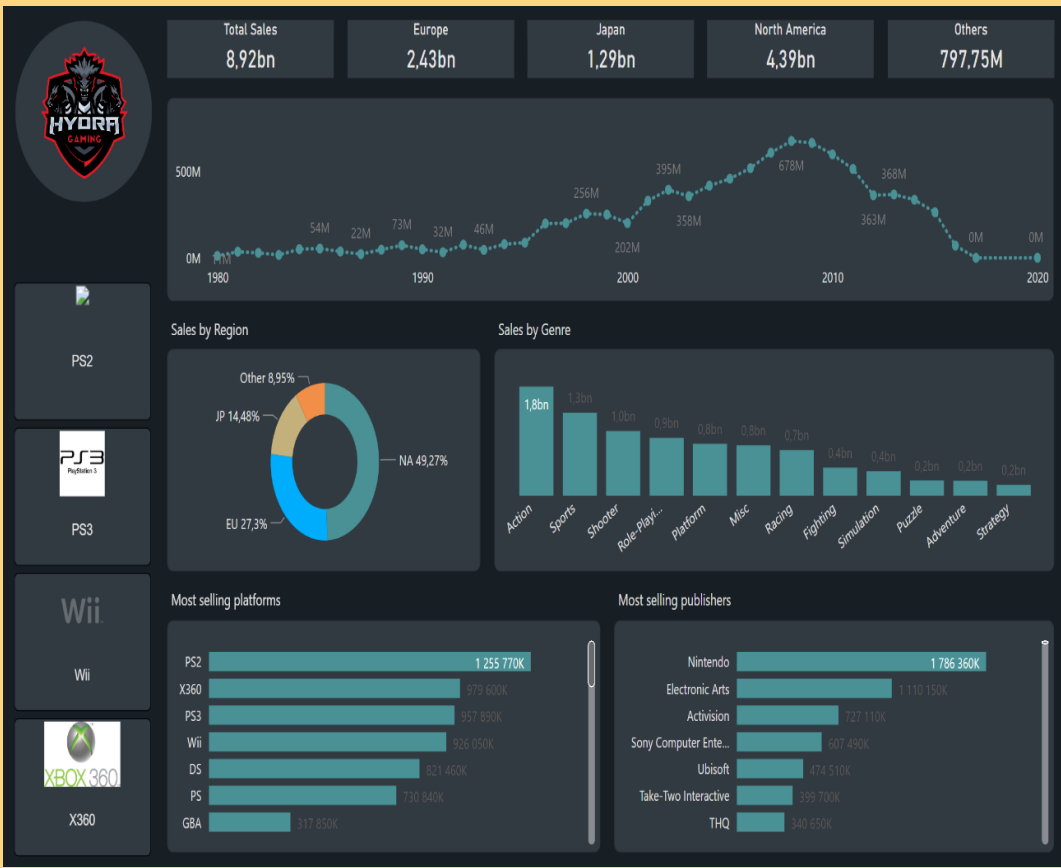 HYDRA
GAMING
Total Sales
8,92bn
Europe
2,43bn
Japan
1,29bn
North America
4,39bn
Others
797,75M
500M
0M
11M
54M
22M
73M
32M
46M
256M
202M
395M
358M
678M
363M
368M
0M
0M
1980
1990
2000
2010
2020
PS2
PS3
PlayStation 3
PS3
Wii.
Wii
XBOX 360
X360
Sales by Region
Other 8,95%
JP 14,48%
NA 49,27%
EU 27,3%
Sales by Genre
1,8bn
1,3bn
1,0bn
0,9bn
0,8bn
0,8bn
0,7bn
0,4bn
0,4bn
0,2bn
0,2bn
0,2bn
Action
Sports
Shooter
Role-Playi...
Platform
Misc
Racing
Fighting
Simulation
Puzzle
Adventure
Strategy
Most selling platforms
PS2 1 255 770K
X360 979 600K
PS3 957 890K
Wii 926 050K
DS 821 460K
PS 730 840K
GBA 317 850K
Most selling publishers
Nintendo 1 786 360K
Electronic Arts 1 110 150K
Activision 727 110K
Sony Computer Ente... 607 490K
Ubisoft 474 510K
Take-Two Interactive 399 700K
THQ 340 650K